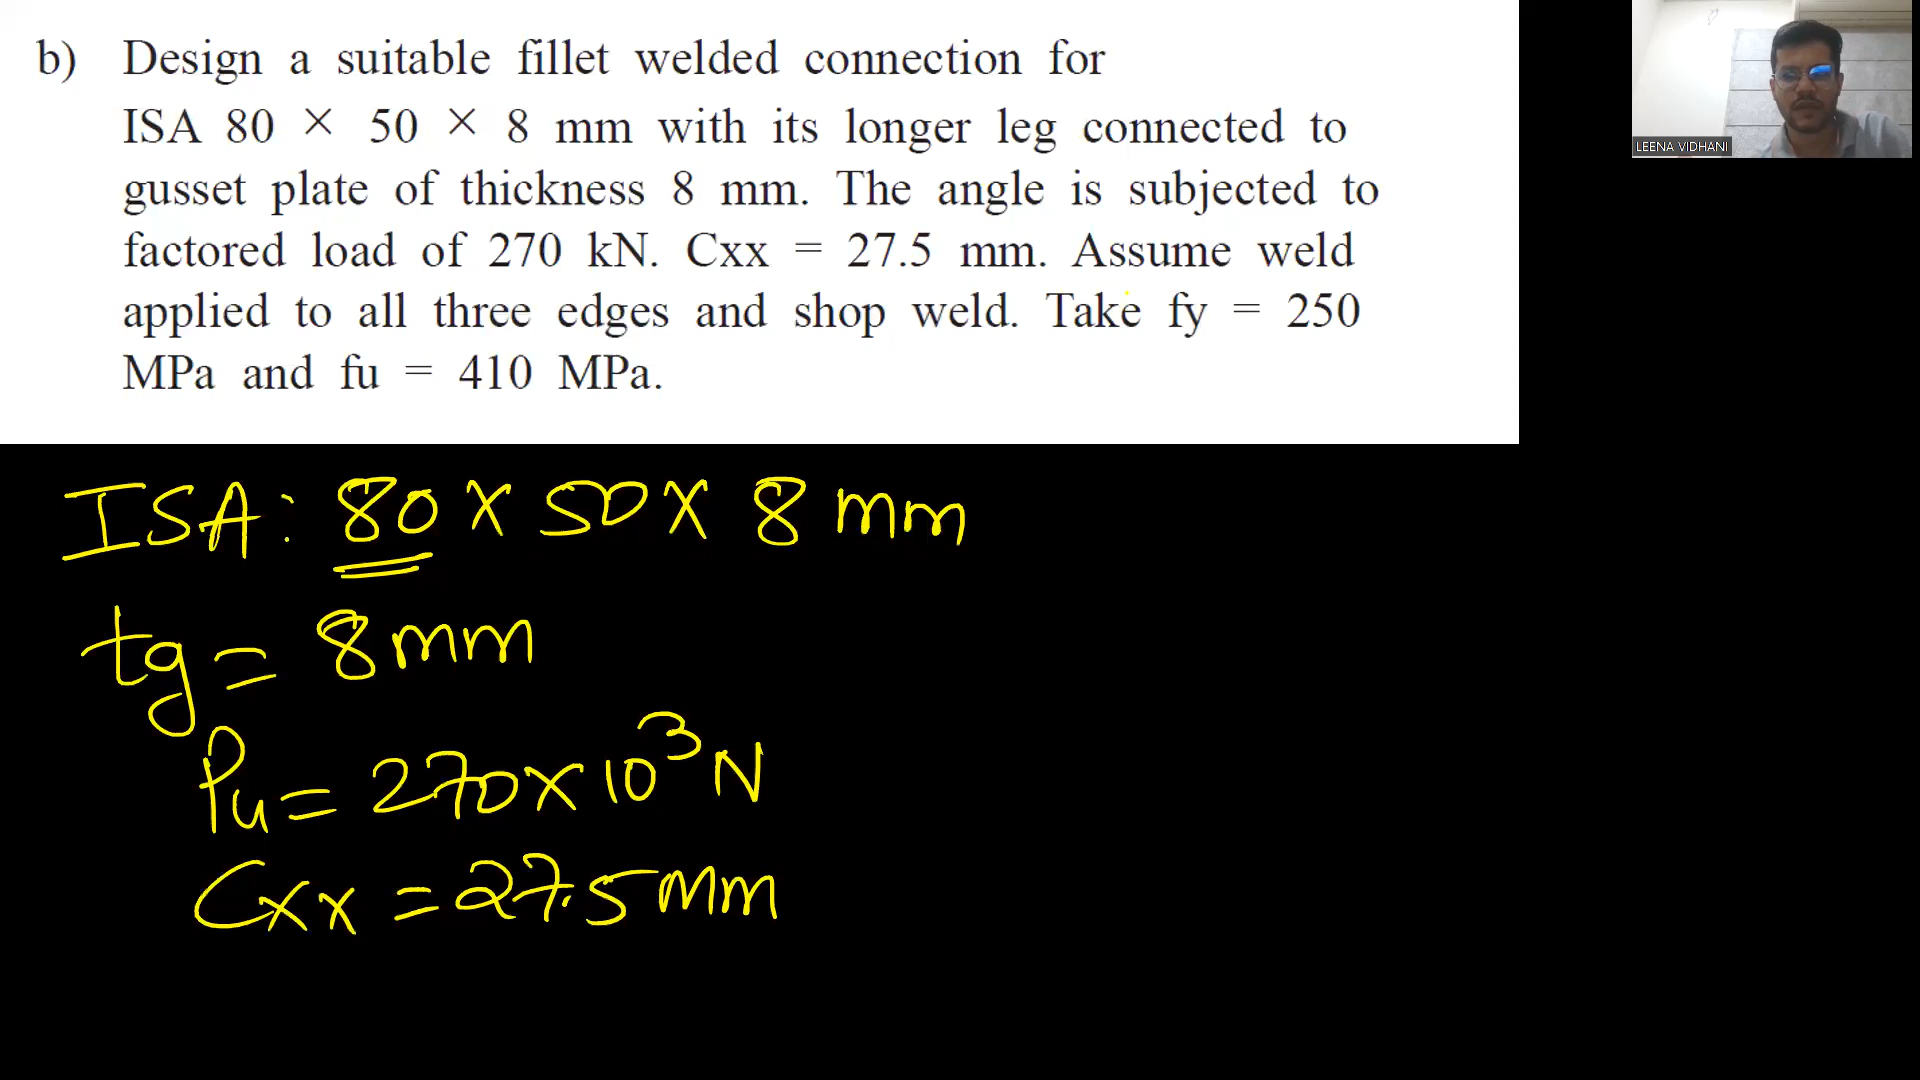 b) Design a suitable fillet welded connection for
ISA 80 × 50 × 8 mm with its longer leg connected to
gusset plate of thickness 8 mm. The angle is subjected to
factored load of 270 kN. Cxx = 27.5 mm. Assume weld
applied to all three edges and shop weld. Take fy = 250
MPa and fu = 410 MPa.
LEENA VIDHANI
ISA: 80 × 50 × 8 mm
tg = 8 mm
Pu = 270 × 10³ N
Cxx = 27.5 mm